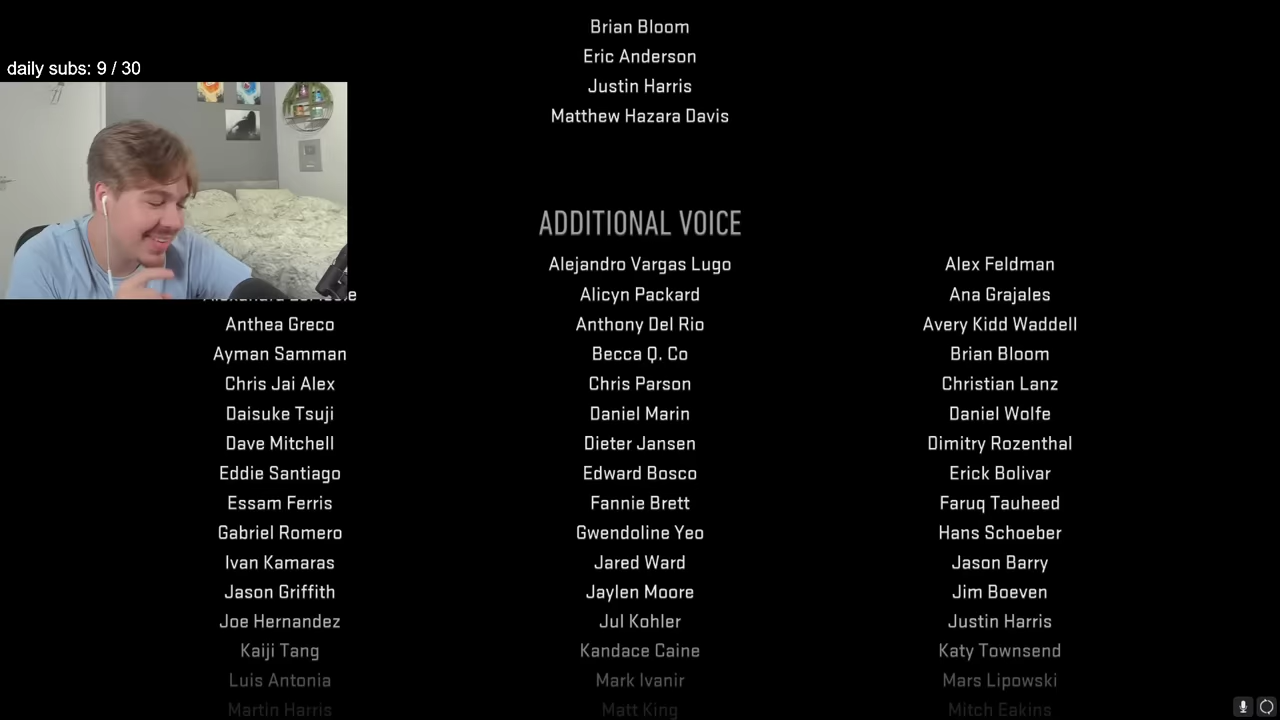 Brian Bloom
Eric Anderson
daily subs: 9 / 30
Justin Harris
Matthew Hazara Davis
ADDITIONAL VOICE
Alejandro Vargas Lugo Alex Feldman
Alicyn Packard Ana Grajales
Anthea Greco Anthony Del Rio Avery Kidd Waddell
Ayman Samman Becca Q. Co Brian Bloom
Chris Jai Alex Chris Parson Christian Lanz
Daisuke Tsuji Daniel Marin Daniel Wolfe
Dave Mitchell Dieter Jansen Dimitry Rozenthal
Eddie Santiago Edward Bosco Erick Bolivar
Essam Ferris Fannie Brett Faruq Tauheed
Gabriel Romero Gwendoline Yeo Hans Schoeber
Ivan Kamaras Jared Ward Jason Barry
Jason Griffith Jaylen Moore Jim Boeven
Joe Hernandez Jul Kohler Justin Harris
Kaiji Tang Kandace Caine Katy Townsend
Luis Antonia Mark Ivanir Mars Lipowski
Martin Harris Matt King Mitch Eakins